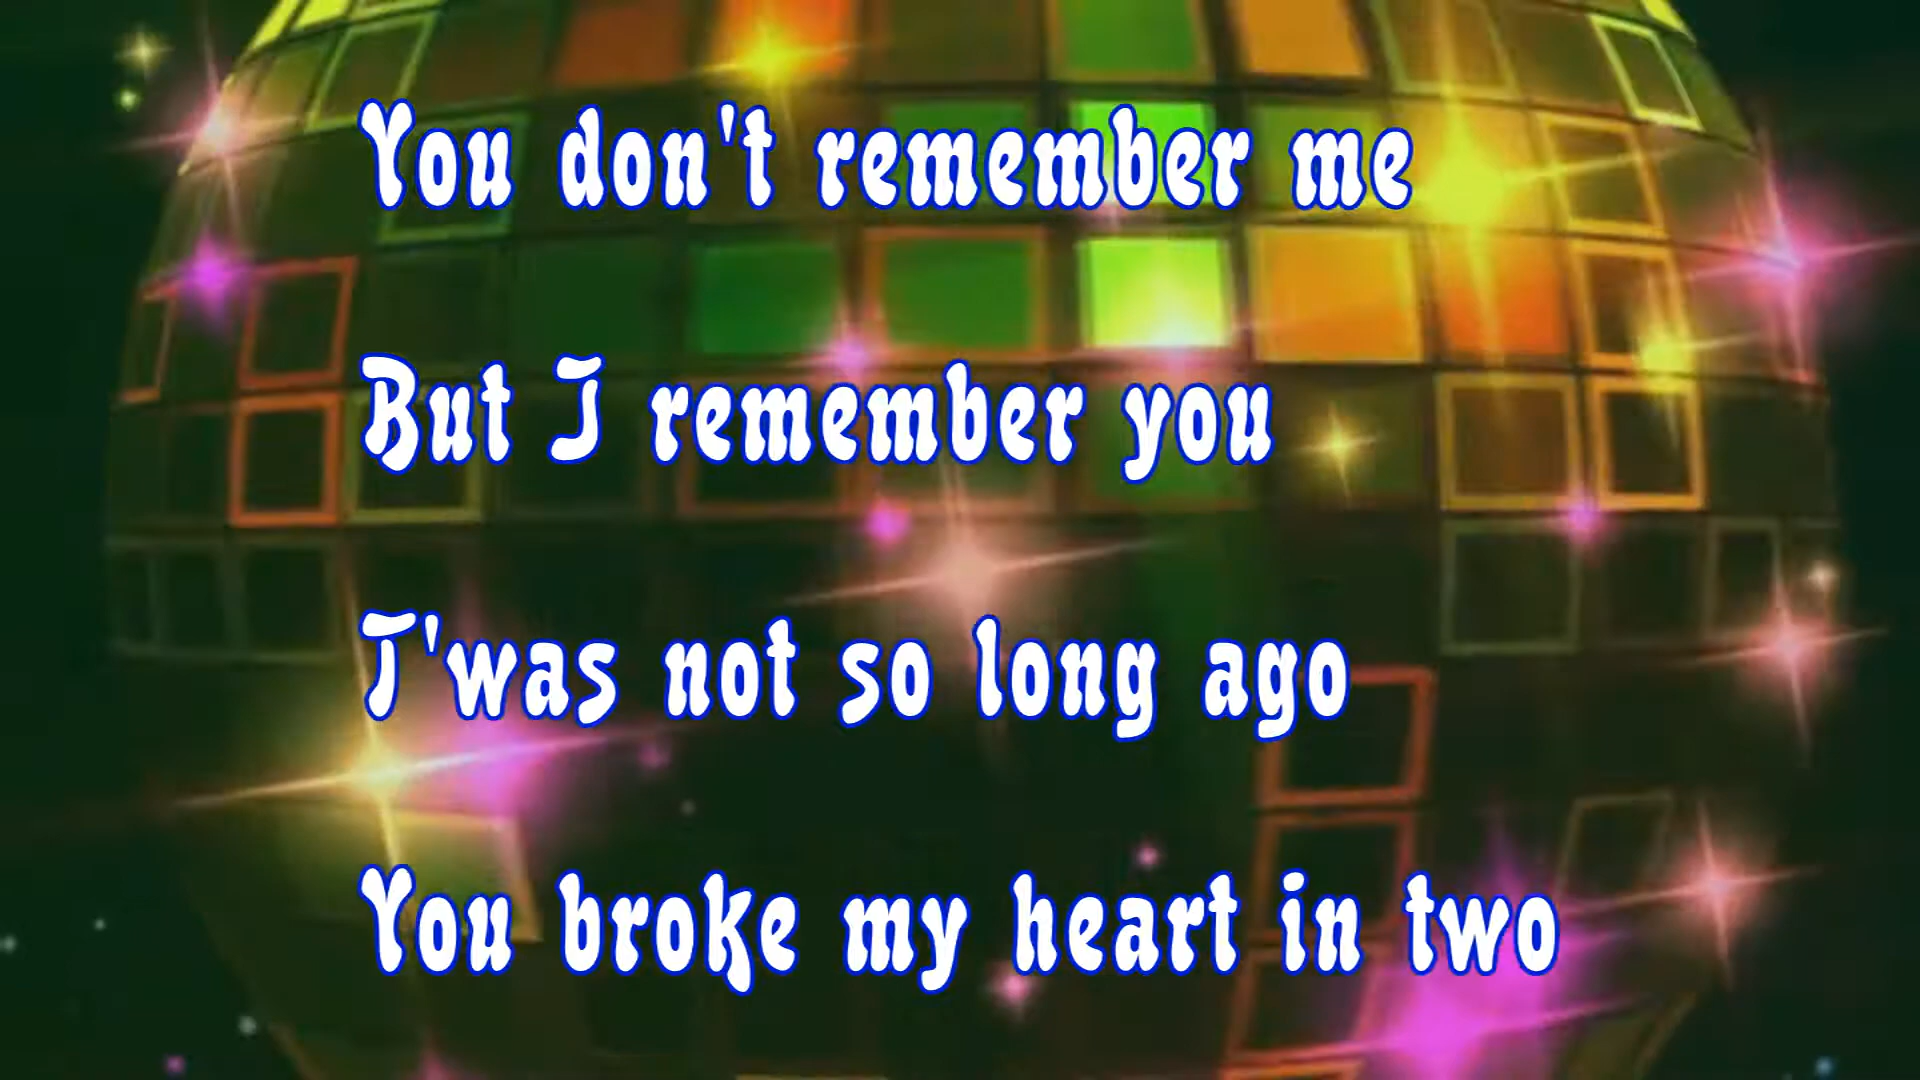 You don't remember me
But I remember you
T'was not so long ago
You broke my heart in two